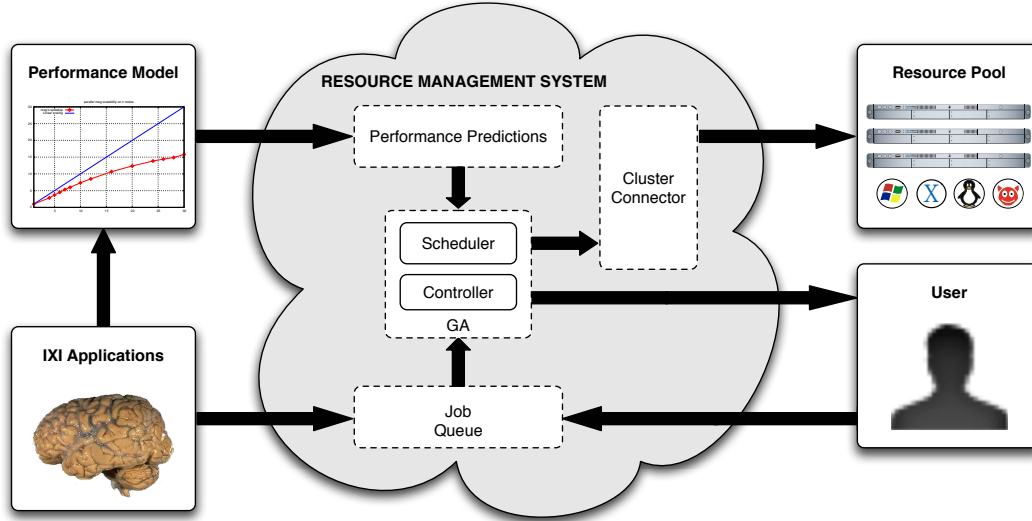 Performance Model
RESOURCE MANAGEMENT SYSTEM
Resource Pool
Performance Predictions
Cluster
Connector
Scheduler
Controller
GA
User
IXI Applications
Job
Queue
X